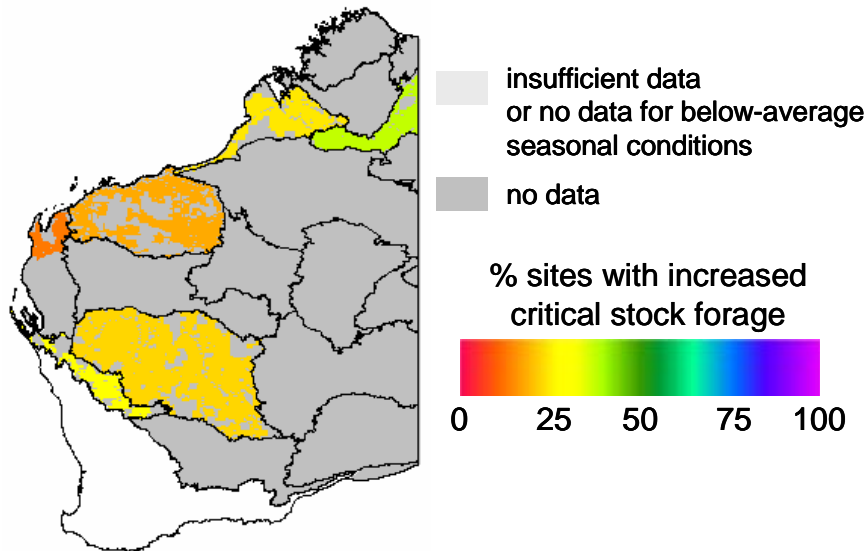 insufficient data
or no data for below-average
seasonal conditions
no data
% sites with increased
critical stock forage
0 25 50 75 100